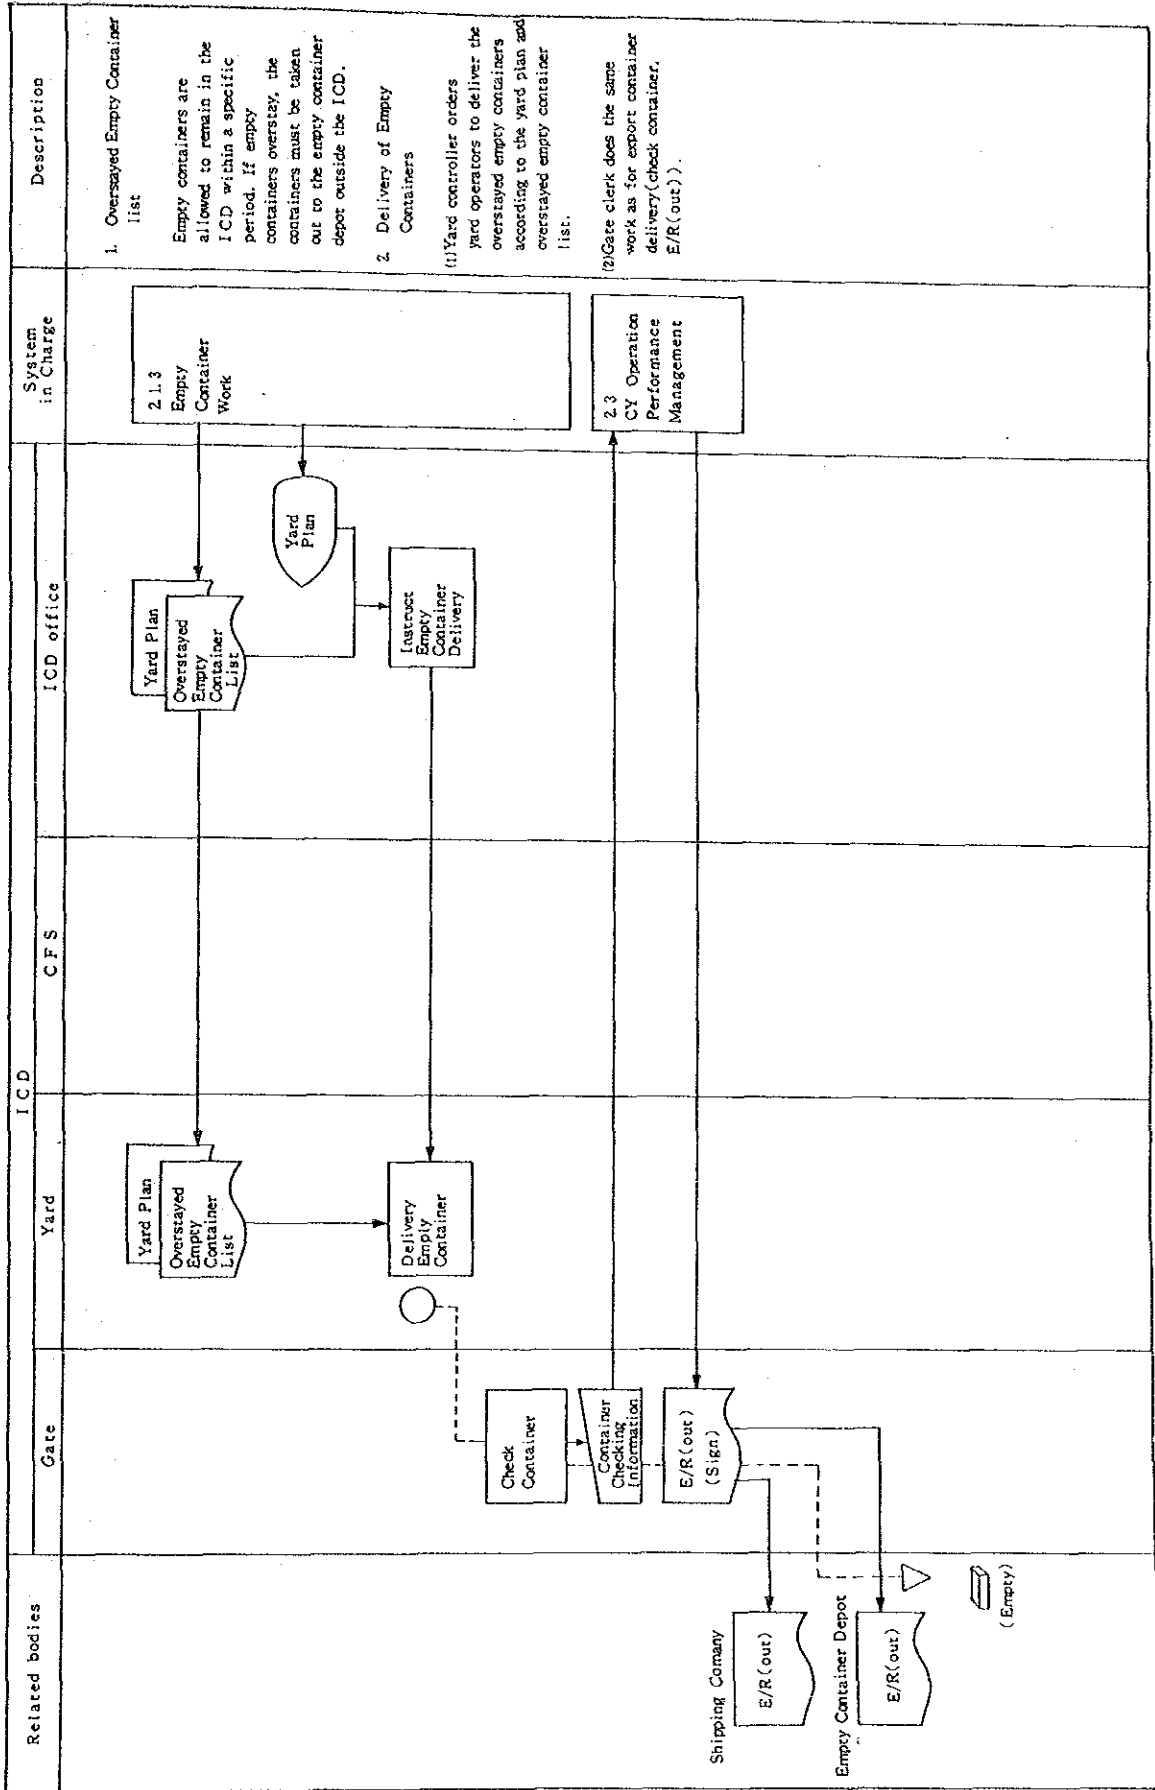 Related bodies
ICD
Gate
Yard
CFS
ICD office
System
in Charge
Description
Yard Plan
Overstayed
Empty
Container
List
Yard Plan
Overstayed
Empty
Container
List
2.1.3
Empty
Container
Work
Yard
Plan
Delivery
Emply
Container
Instruct
Empty
Container
Delivery
Check
Container
Container
Checking
Information
2.3
CY Operation
Performance
Management
E/R(out)
(Sign)
Shipping Comany
E/R(out)
Empty Container Depot
E/R(out)
(Empty)
1. Overstayed Empty Container
list
Empty containers are
allowed to remain in the
ICD within a specific
period. If empty
containers overstay, the
containers must be taken
out to the empty container
depot outside the ICD.
2. Delivery of Empty
Containers
(1)Yard controller orders
yard operators to deliver the
overstayed empty containers
according to the yard plan and
overstayed empty container
list.
(2)Gate clerk does the same
work as for export container
delivery(check container,
E/R(out)).